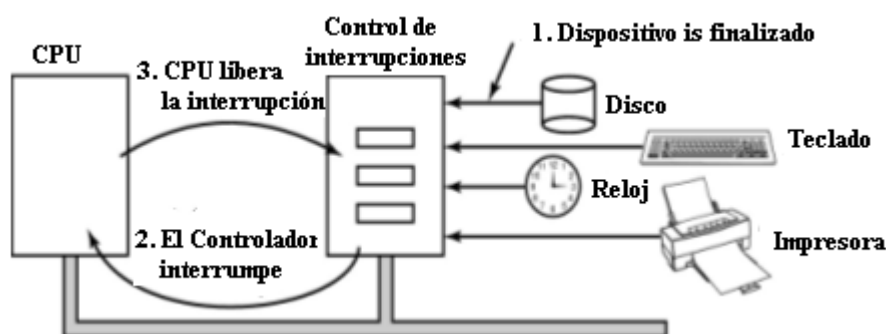 CPU
Control de
interrupciones
1. Dispositivo is finalizado
3. CPU libera
la interrupción
Disco
Teclado
Reloj
2. El Controlador
interrumpe
Impresora